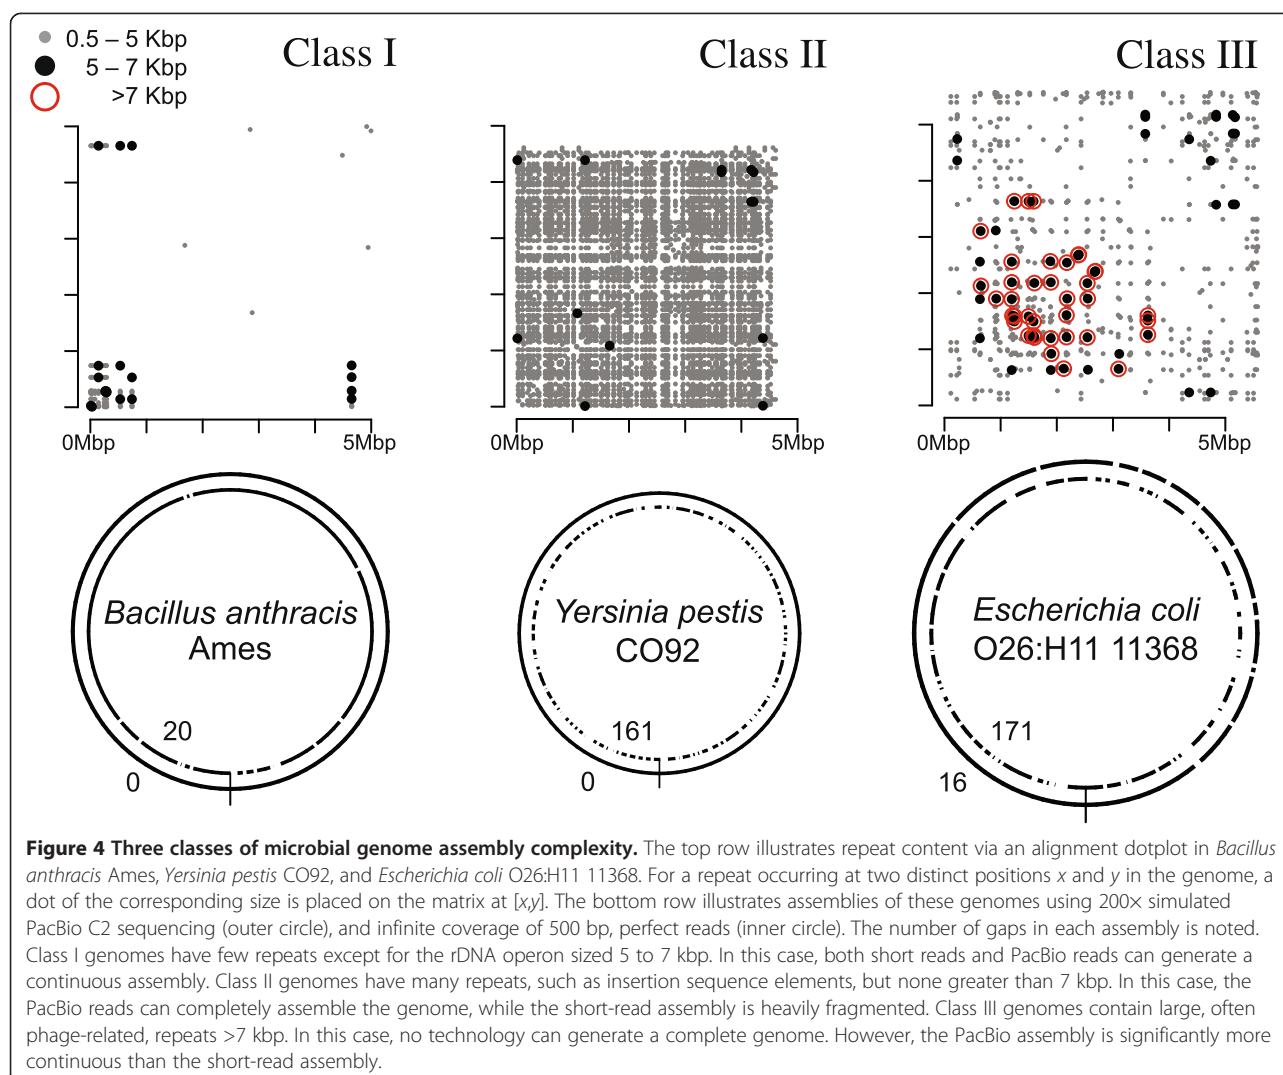 0.5 – 5 Kbp
5 – 7 Kbp
>7 Kbp
Class I
Class II
Class III
0Mbp
5Mbp
0Mbp
5Mbp
0Mbp
5Mbp
Bacillus anthracis
Ames
20
0
Yersinia pestis
CO92
161
0
Escherichia coli
O26:H11 11368
171
16
Figure 4 Three classes of microbial genome assembly complexity. The top row illustrates repeat content via an alignment dotplot in Bacillus
anthracis Ames, Yersinia pestis CO92, and Escherichia coli O26:H11 11368. For a repeat occurring at two distinct positions x and y in the genome, a
dot of the corresponding size is placed on the matrix at [x,y]. The bottom row illustrates assemblies of these genomes using 200× simulated
PacBio C2 sequencing (outer circle), and infinite coverage of 500 bp, perfect reads (inner circle). The number of gaps in each assembly is noted.
Class I genomes have few repeats except for the rDNA operon sized 5 to 7 kbp. In this case, both short reads and PacBio reads can generate a
continuous assembly. Class II genomes have many repeats, such as insertion sequence elements, but none greater than 7 kbp. In this case, the
PacBio reads can completely assemble the genome, while the short-read assembly is heavily fragmented. Class III genomes contain large, often
phage-related, repeats >7 kbp. In this case, no technology can generate a complete genome. However, the PacBio assembly is significantly more
continuous than the short-read assembly.